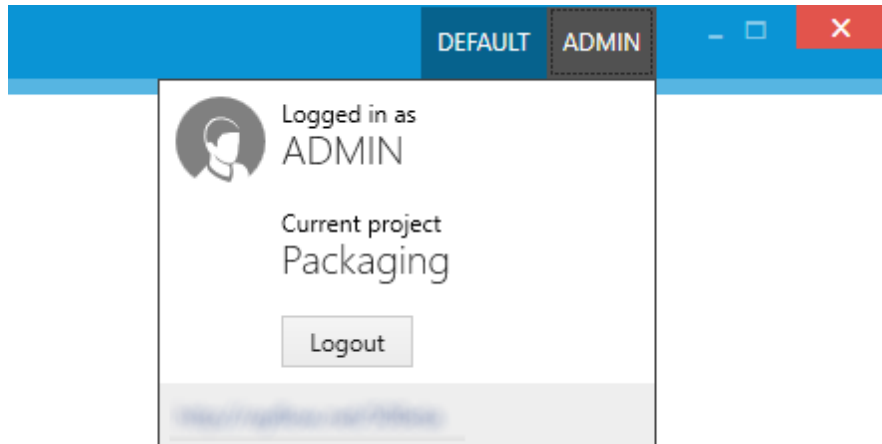 DEFAULT ADMIN
Logged in as
ADMIN
Current project
Packaging
Logout